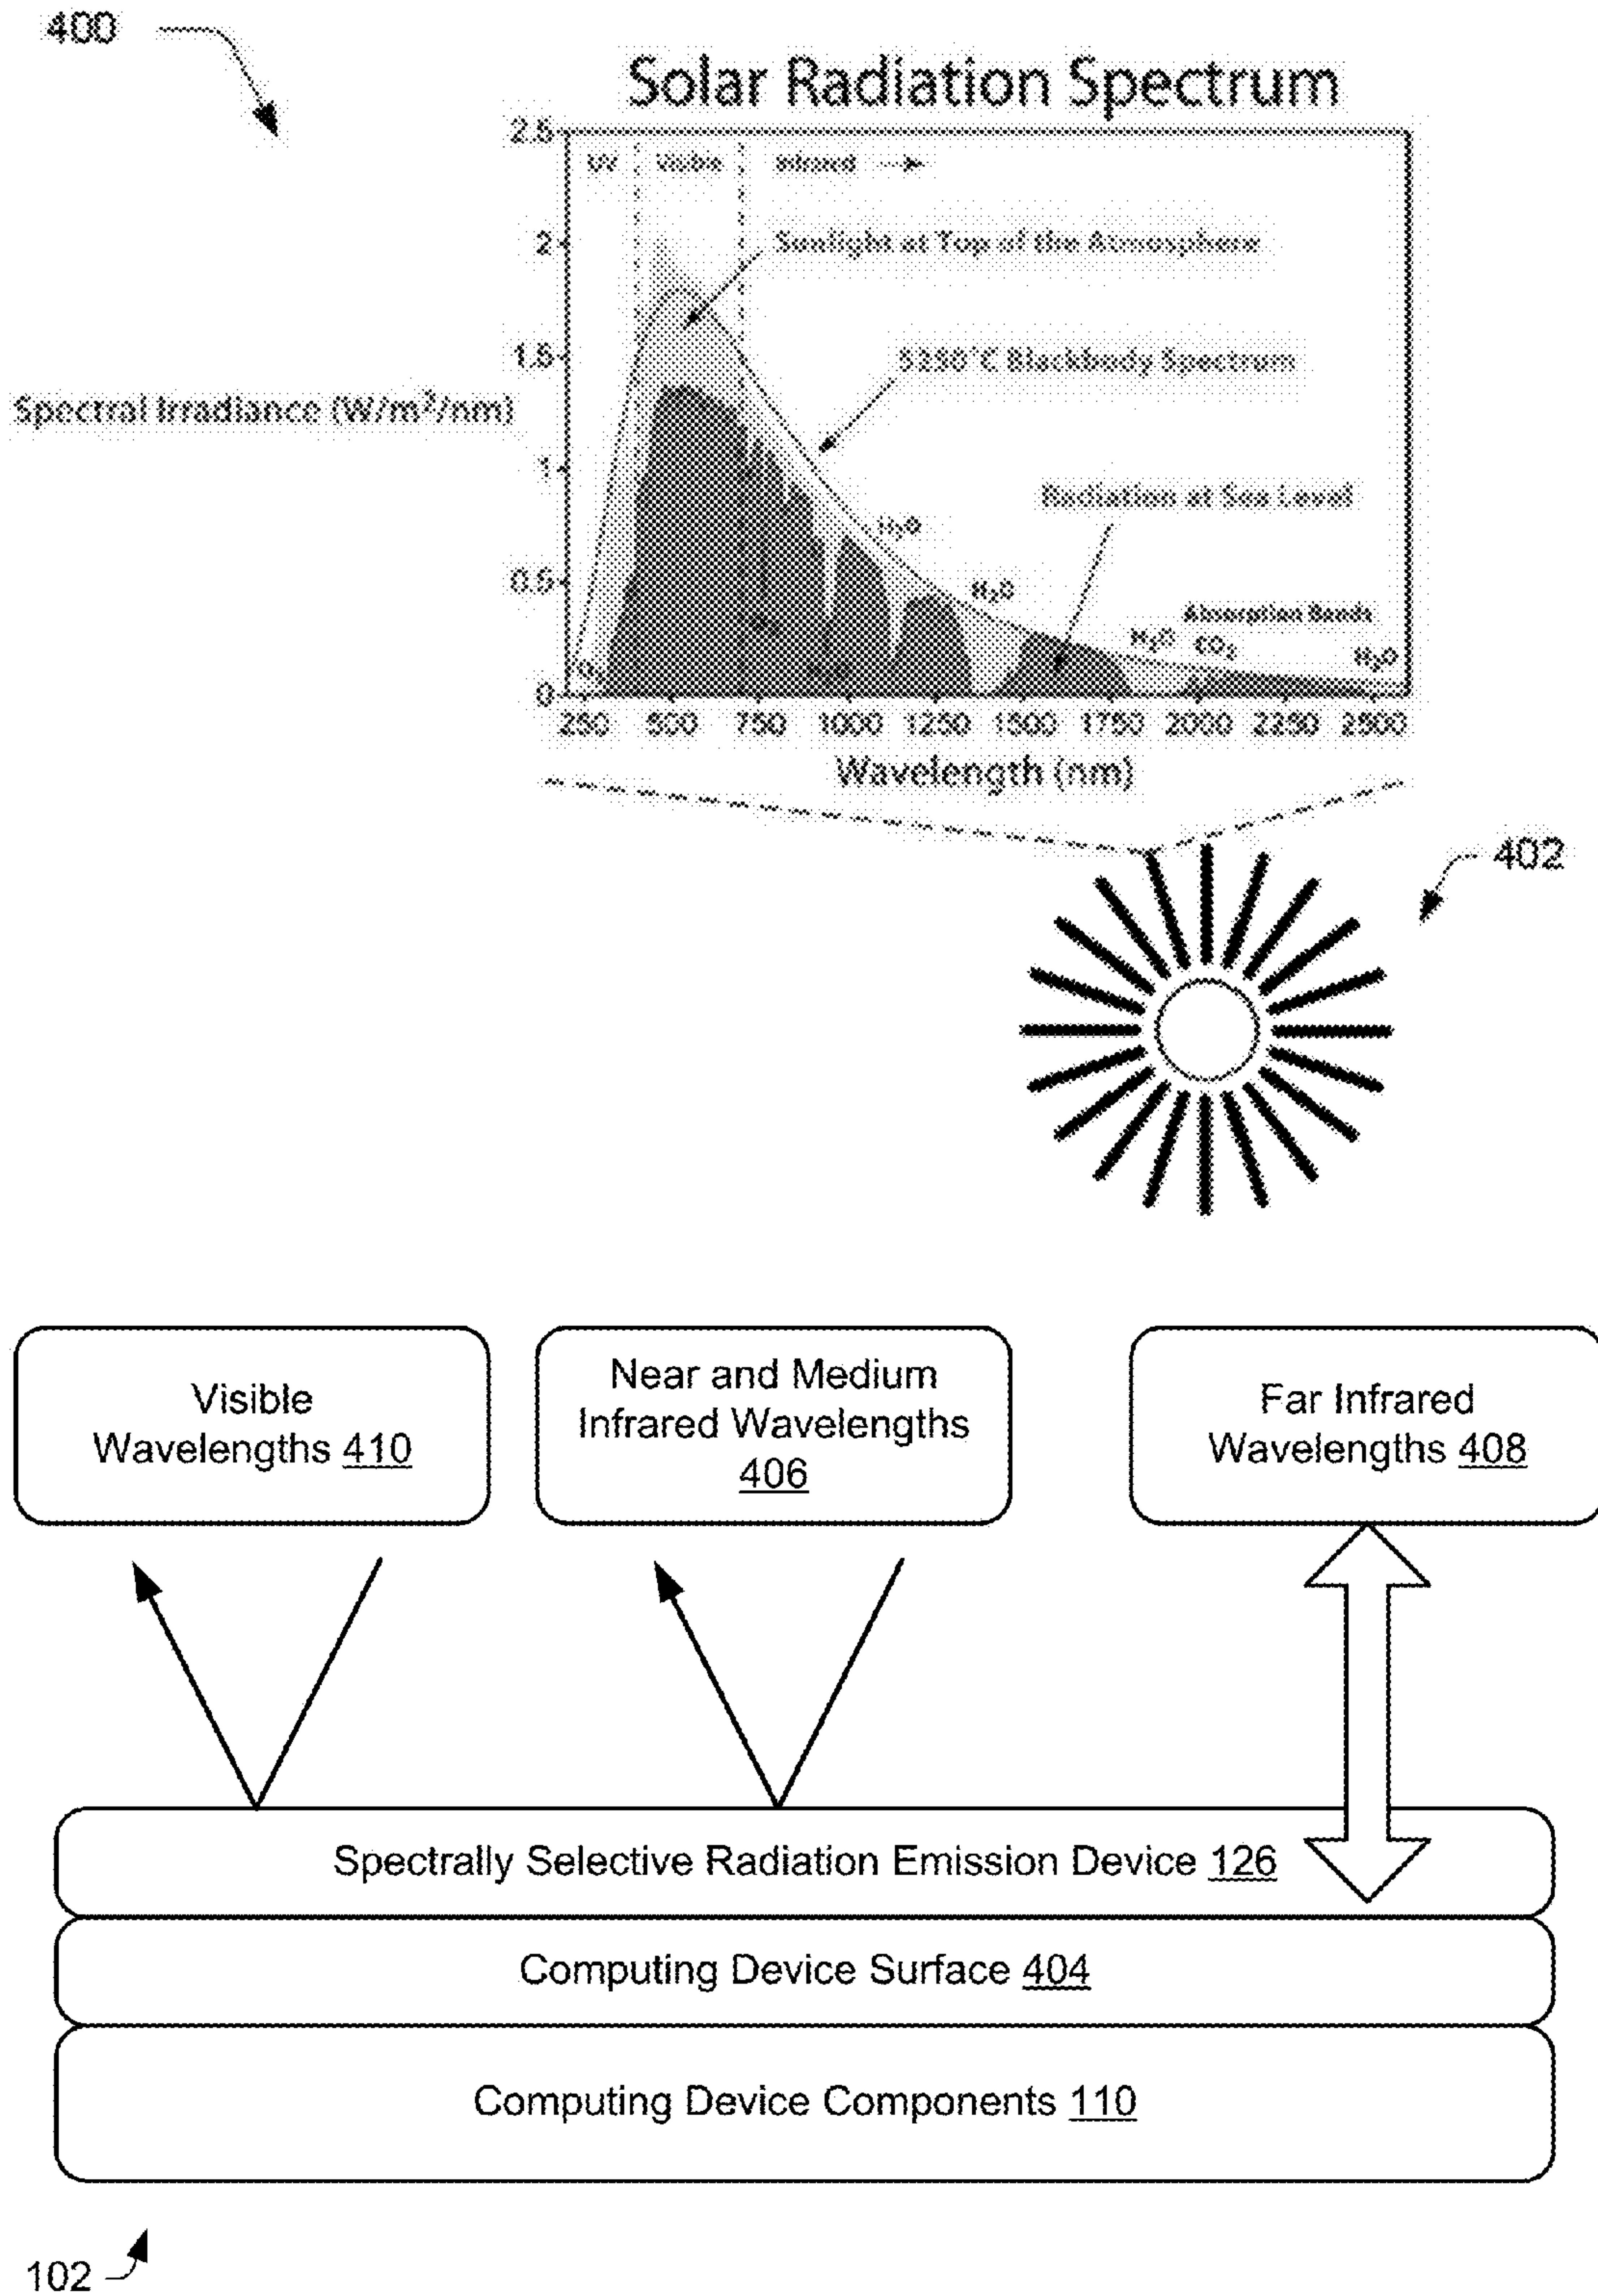 400
Solar Radiation Spectrum
2.5
UV Visible Infrared
2
Sunlight at Top of the Atmosphere
1.5
5250°C Blackbody Spectrum
Spectral Irradiance (W/m²/nm)
1
Radiation at Sea Level
H₂O
0.5
H₂O
Absorption Bands
H₂O CO₂
H₂O
0
250 500 750 1000 1250 1500 1750 2000 2250 2500
Wavelength (nm)
402
Visible
Wavelengths 410
Near and Medium
Infrared Wavelengths
406
Far Infrared
Wavelengths 408
Spectrally Selective Radiation Emission Device 126
Computing Device Surface 404
Computing Device Components 110
102